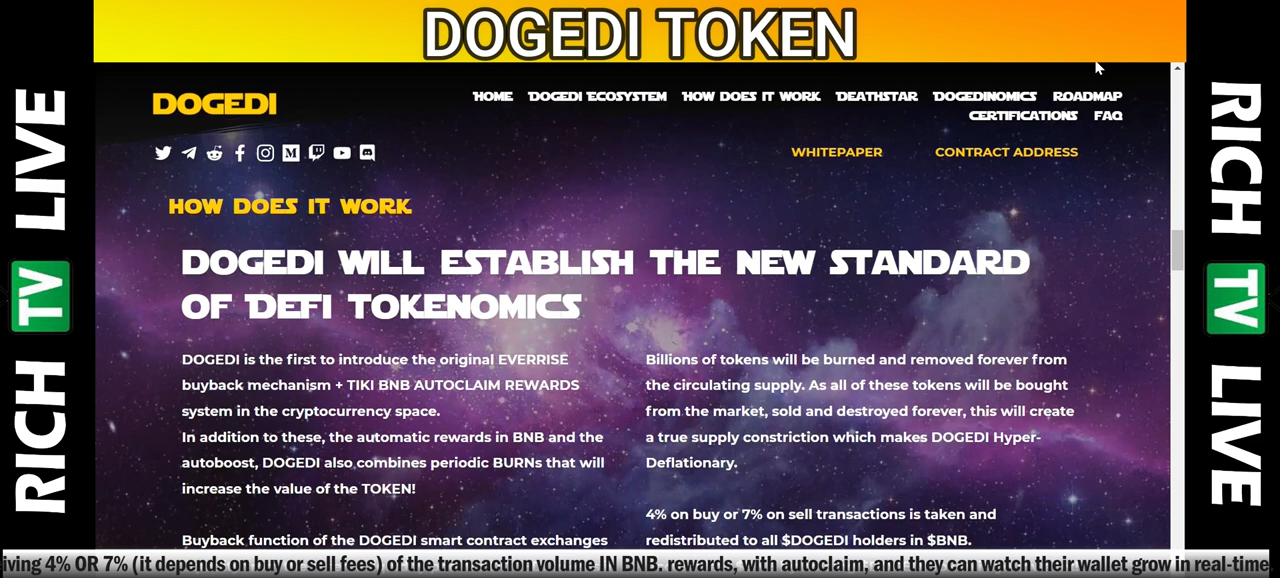 DOGEDI TOKEN
RICH TV LIVE
RICH TV LIVE
DOGEDI
HOME DOGEDI ECOSYSTEM HOW DOES IT WORK DEATHSTAR DOGEDINOMICS ROADMAP
CERTIFICATIONS FAQ
WHITEPAPER CONTRACT ADDRESS
HOW DOES IT WORK
DOGEDI WILL ESTABLISH THE NEW STANDARD
OF DEFI TOKENOMICS
DOGEDI is the first to introduce the original EVERRISE
buyback mechanism + TIKI BNB AUTOCLAIM REWARDS
system in the cryptocurrency space.
In addition to these, the automatic rewards in BNB and the
autoboost, DOGEDI also combines periodic BURNs that will
increase the value of the TOKEN!
Buyback function of the DOGEDI smart contract exchanges
Billions of tokens will be burned and removed forever from
the circulating supply. As all of these tokens will be bought
from the market, sold and destroyed forever, this will create
a true supply constriction which makes DOGEDI Hyper-
Deflationary.
4% on buy or 7% on sell transactions is taken and
redistributed to all $DOGEDI holders in $BNB.
iving 4% OR 7% (it depends on buy or sell fees) of the transaction volume IN BNB. rewards, with autoclaim, and they can watch their wallet grow in real-time.